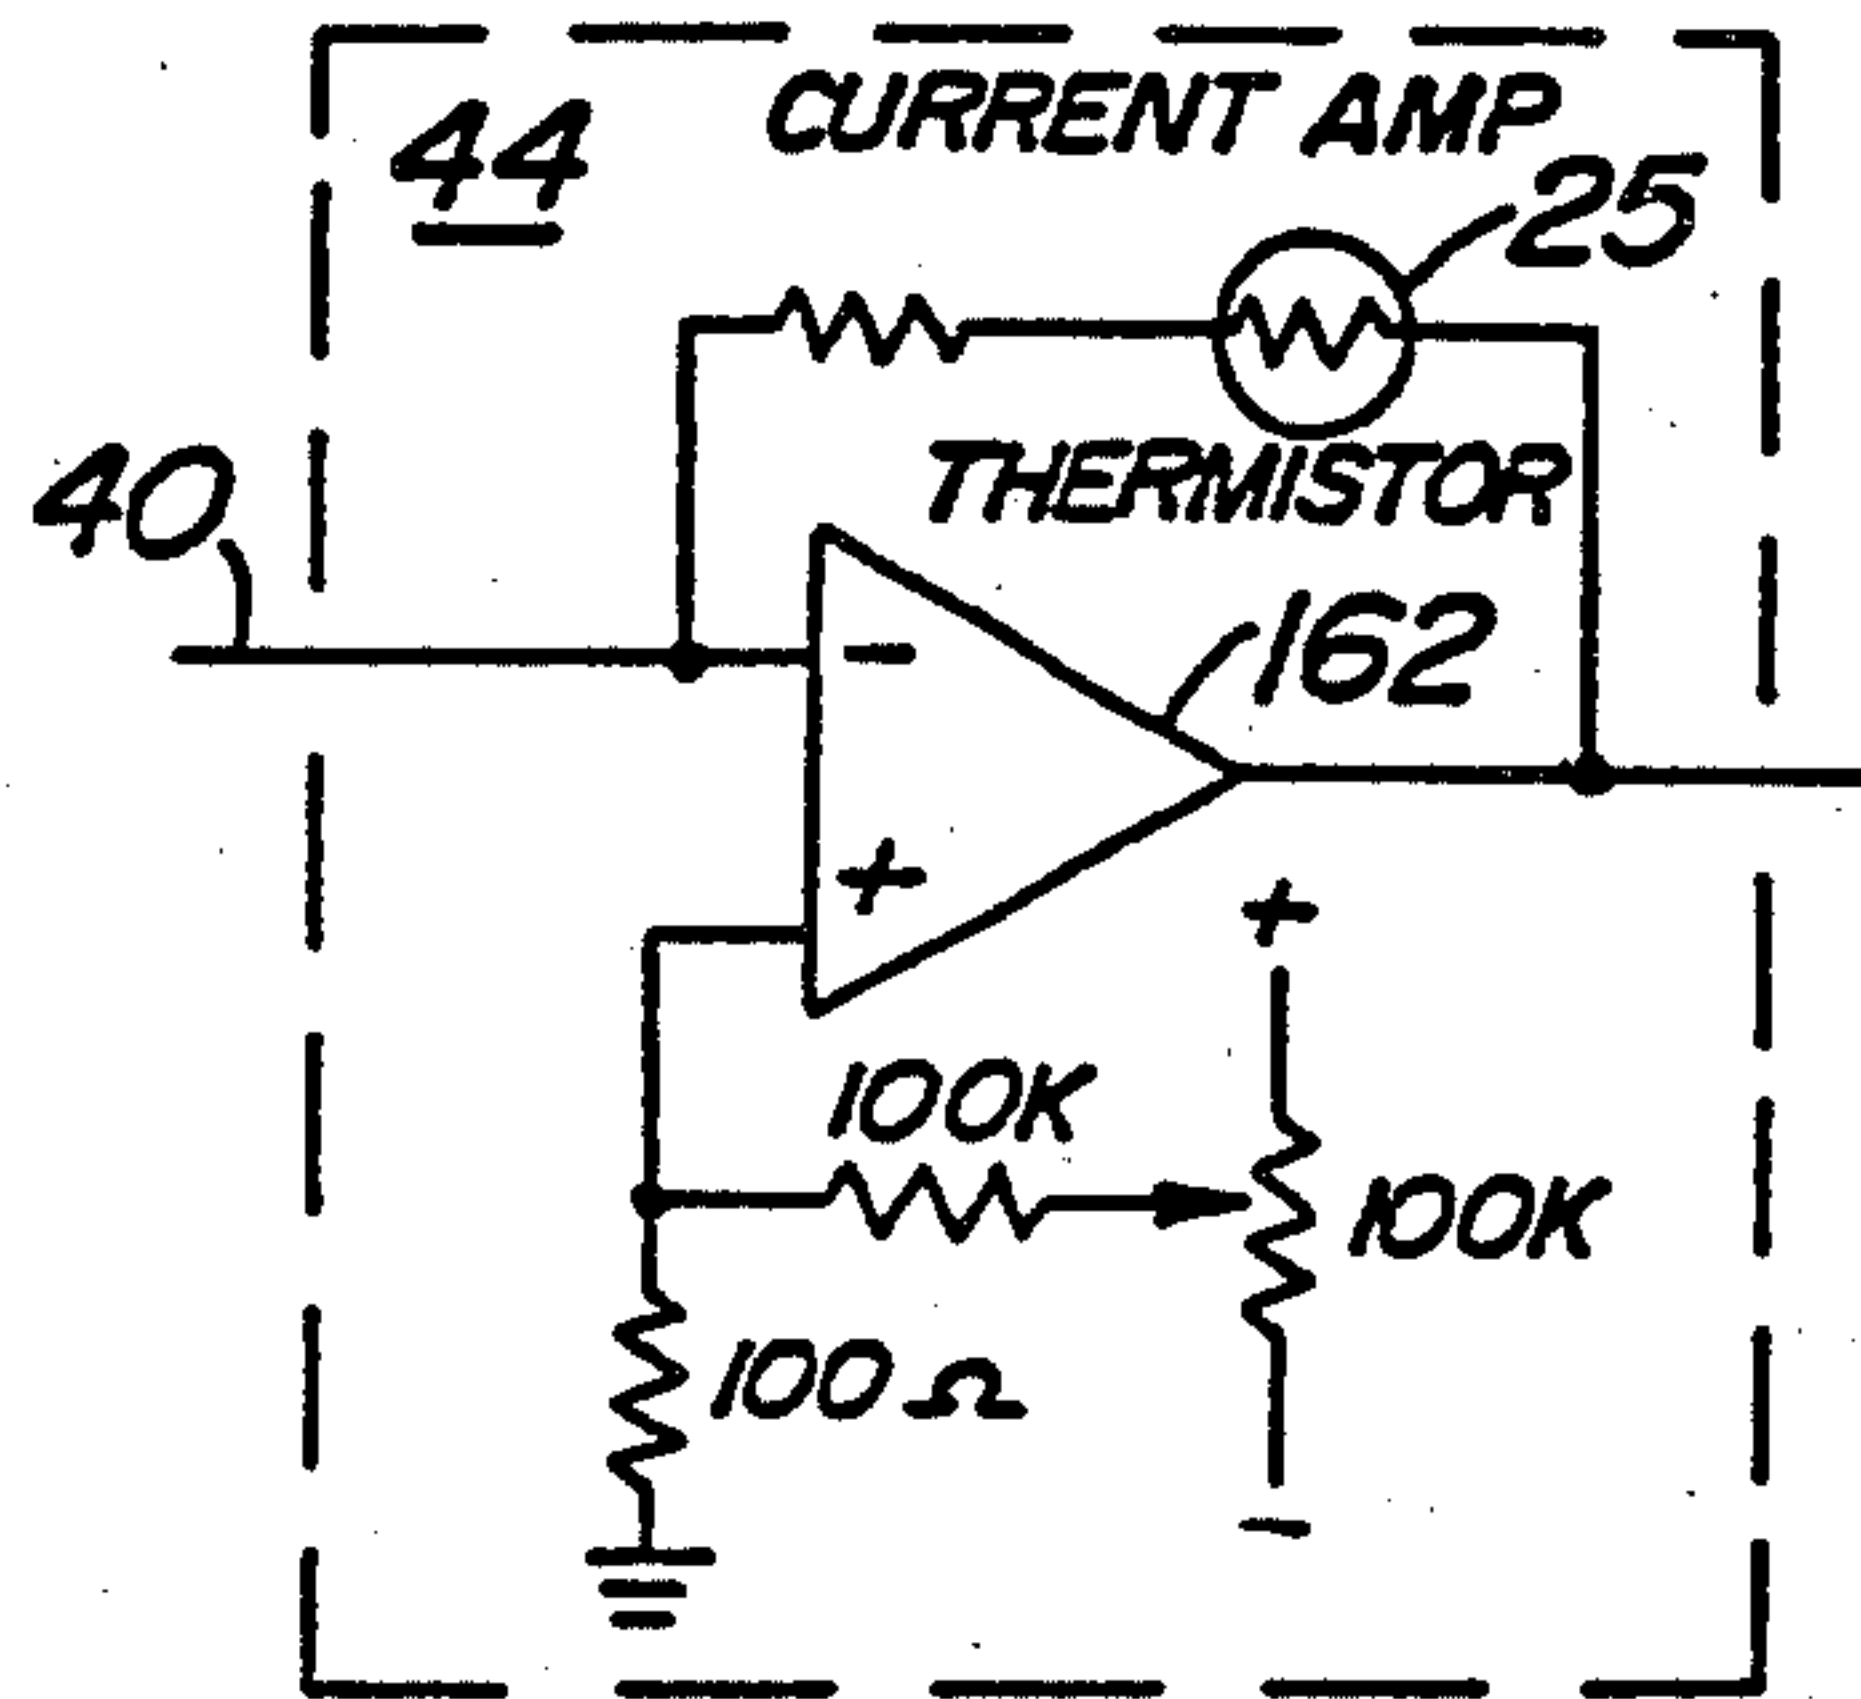 CURRENT AMP
44
25
THERMISTOR
40
162
-
+
+
100K
100K
100Ω
-